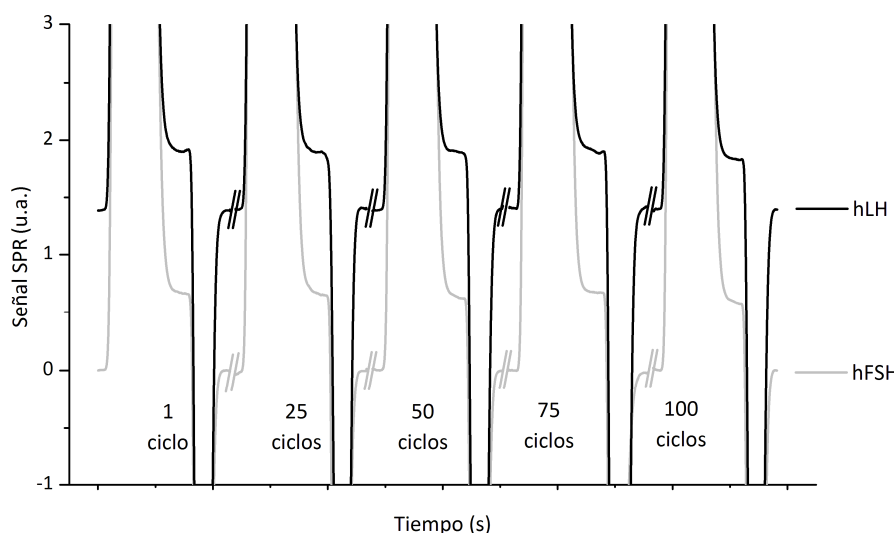 3
2
1
0
-1
Señal SPR (u.a.)
hLH
hFSH
1
ciclo
25
ciclos
50
ciclos
75
ciclos
100
ciclos
Tiempo (s)